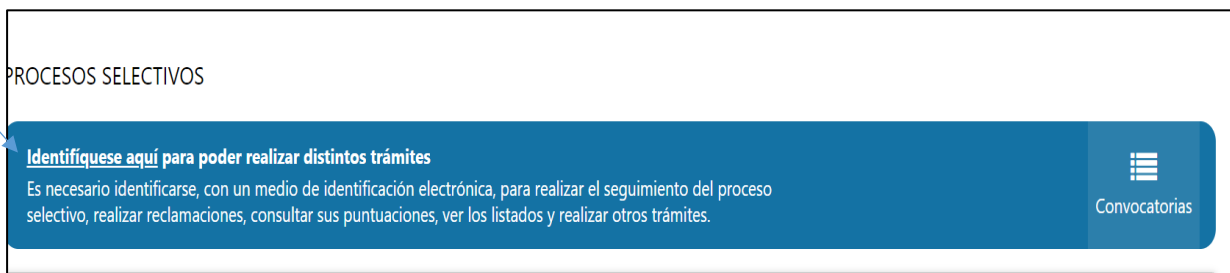 PROCESOS SELECTIVOS
Identifíquese aquí para poder realizar distintos trámites
Es necesario identificarse, con un medio de identificación electrónica, para realizar el seguimiento del proceso
selectivo, realizar reclamaciones, consultar sus puntuaciones, ver los listados y realizar otros trámites.
Convocatorias